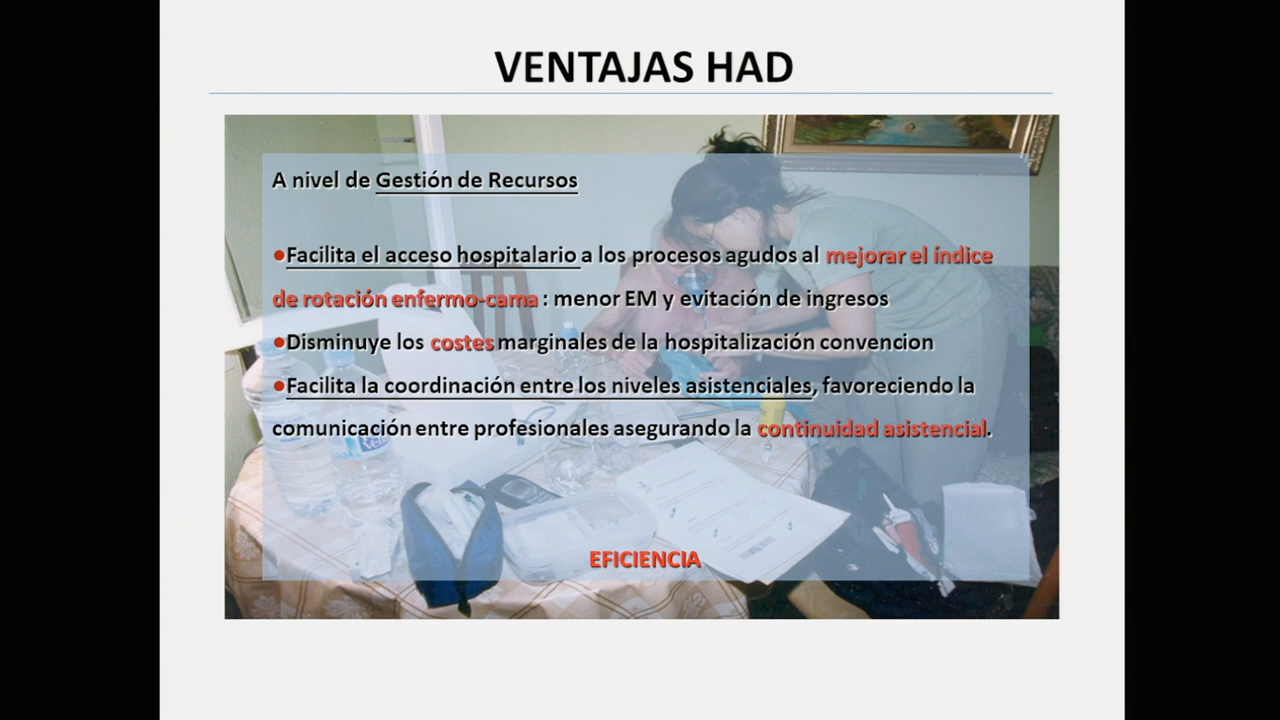 VENTAJAS HAD
A nivel de Gestión de Recursos
●Facilita el acceso hospitalario a los procesos agudos al mejorar el índice
de rotación enfermo-cama : menor EM y evitación de ingresos
●Disminuye los costes marginales de la hospitalización convencion
●Facilita la coordinación entre los niveles asistenciales, favoreciendo la
comunicación entre profesionales asegurando la continuidad asistencial.
EFICIENCIA